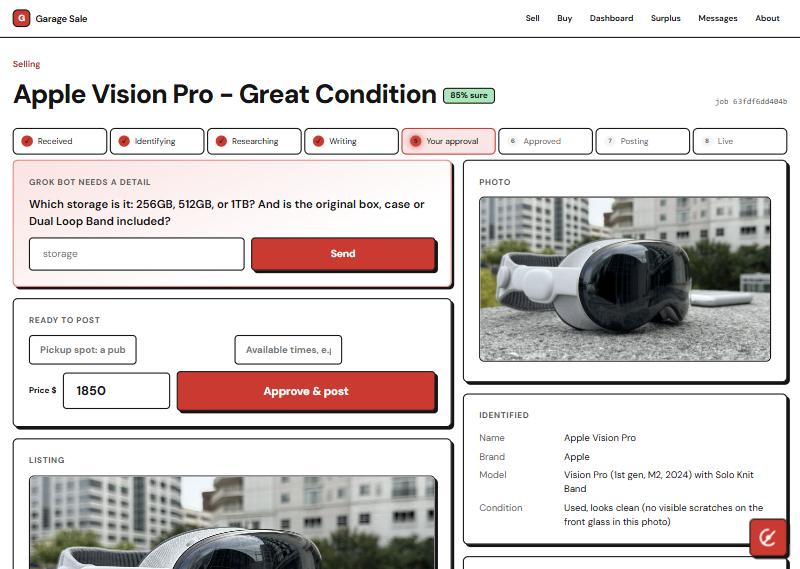 G Garage Sale
Sell Buy Dashboard Surplus Messages About
Selling
Apple Vision Pro – Great Condition 85% sure
job 63fdf6dd404b
✓ Received ✓ Identifying ✓ Researching ✓ Writing 5 Your approval 6 Approved 7 Posting 8 Live
GROK BOT NEEDS A DETAIL
Which storage is it: 256GB, 512GB, or 1TB? And is the original box, case or
Dual Loop Band included?
storage Send
READY TO POST
Pickup spot: a pub Available times, e.g
Price $ 1850 Approve & post
LISTING
PHOTO
IDENTIFIED
Name Apple Vision Pro
Brand Apple
Model Vision Pro (1st gen, M2, 2024) with Solo Knit
Band
Condition Used, looks clean (no visible scratches on the
front glass in this photo)